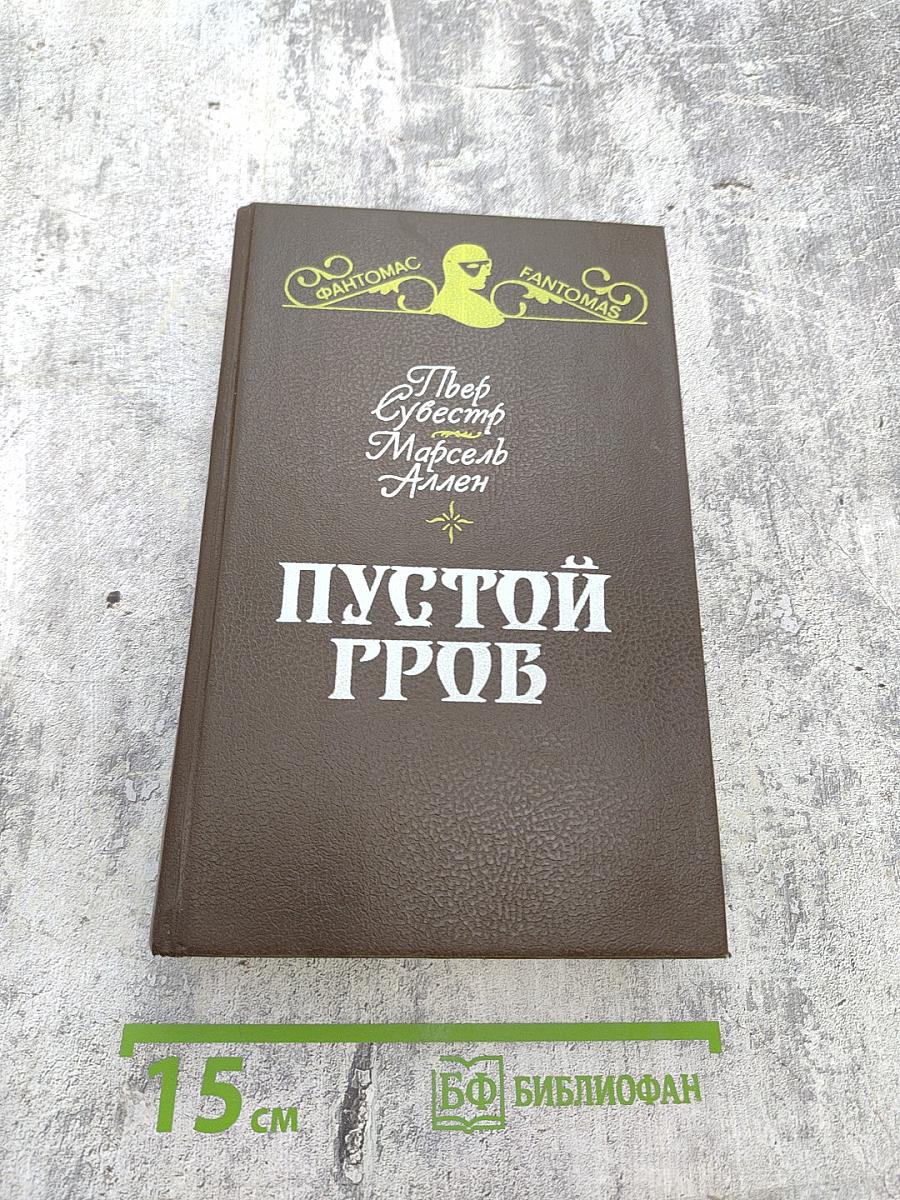 ФАНТОМАС FANTOMAS
Пьер
Сувестр
Марсель
Аллен
ПУСТОЙ
ГРОБ
15 см
БФ БИБЛИОФАН